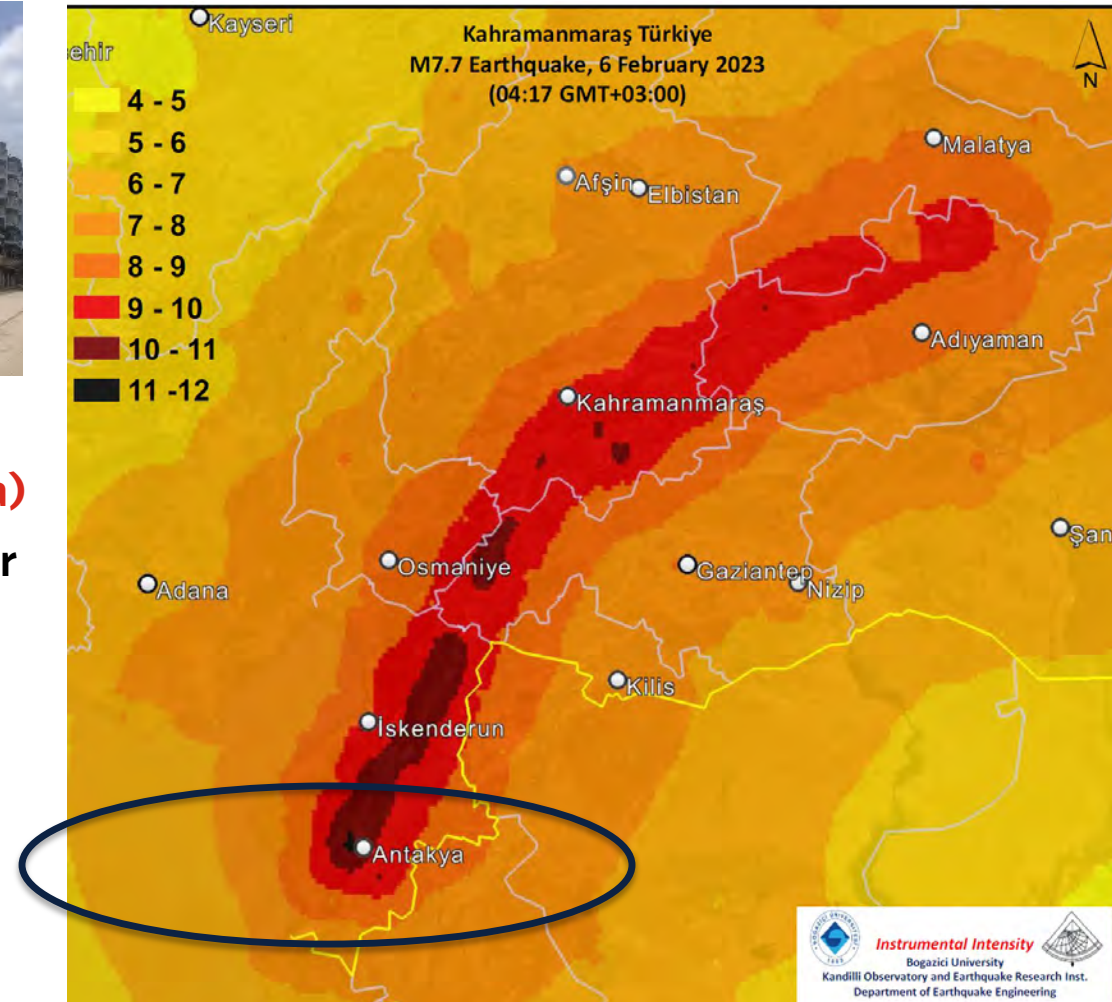 Kahramanmaraş Türkiye
M7.7 Earthquake, 6 February 2023
(04:17 GMT+03:00)
N
Kayseri
4 - 5
5 - 6
6 - 7
7 - 8
8 - 9
9 - 10
10 - 11
11 -12
Malatya
Afşin
Elbistan
Adıyaman
Kahramanmaraş
Osmaniye
Gaziantep
Nizip
Adana
Kilis
İskenderun
Antakya
Instrumental Intensity
Bogazici University
Kandilli Observatory and Earthquake Research Inst.
Department of Earthquake Engineering